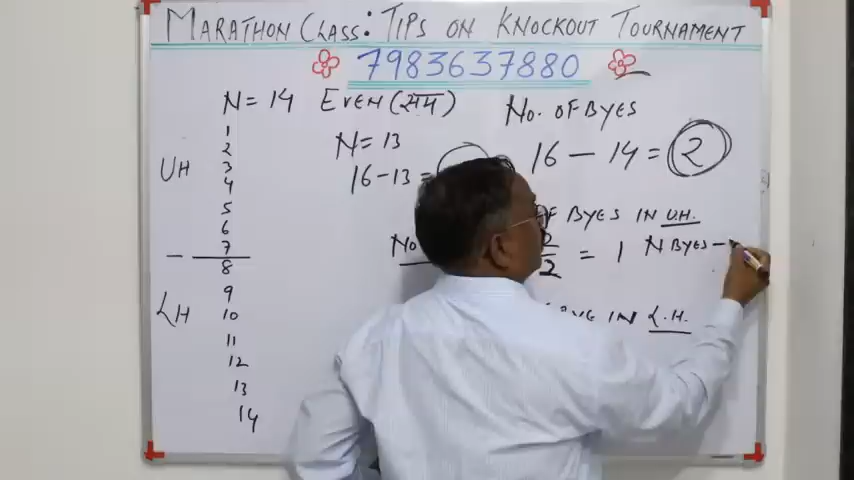 MARATHON CLASS: TIPS ON KNOCKOUT TOURNAMENT
7983637880
N = 14 EVEN (सम)
1
2
UH 3
4
5
6
7
8
LH 9
10
11
12
13
14
N = 13
16 - 13 =
No
No. OF BYES
16 - 14 = 2
OF BYES IN U.H.
2 = 1 N BYES -
IN L.H.